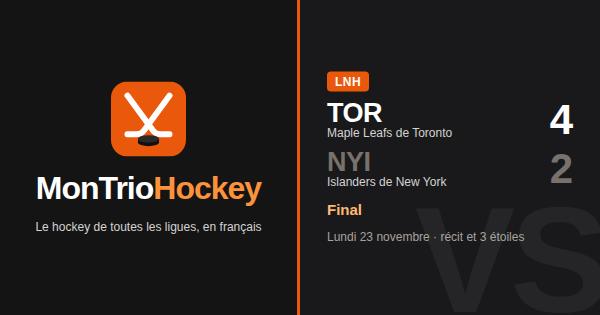 MonTrioHockey
Le hockey de toutes les ligues, en français
LNH
TOR 4
Maple Leafs de Toronto
NYI 2
Islanders de New York
Final
Lundi 23 novembre · récit et 3 étoiles
VS